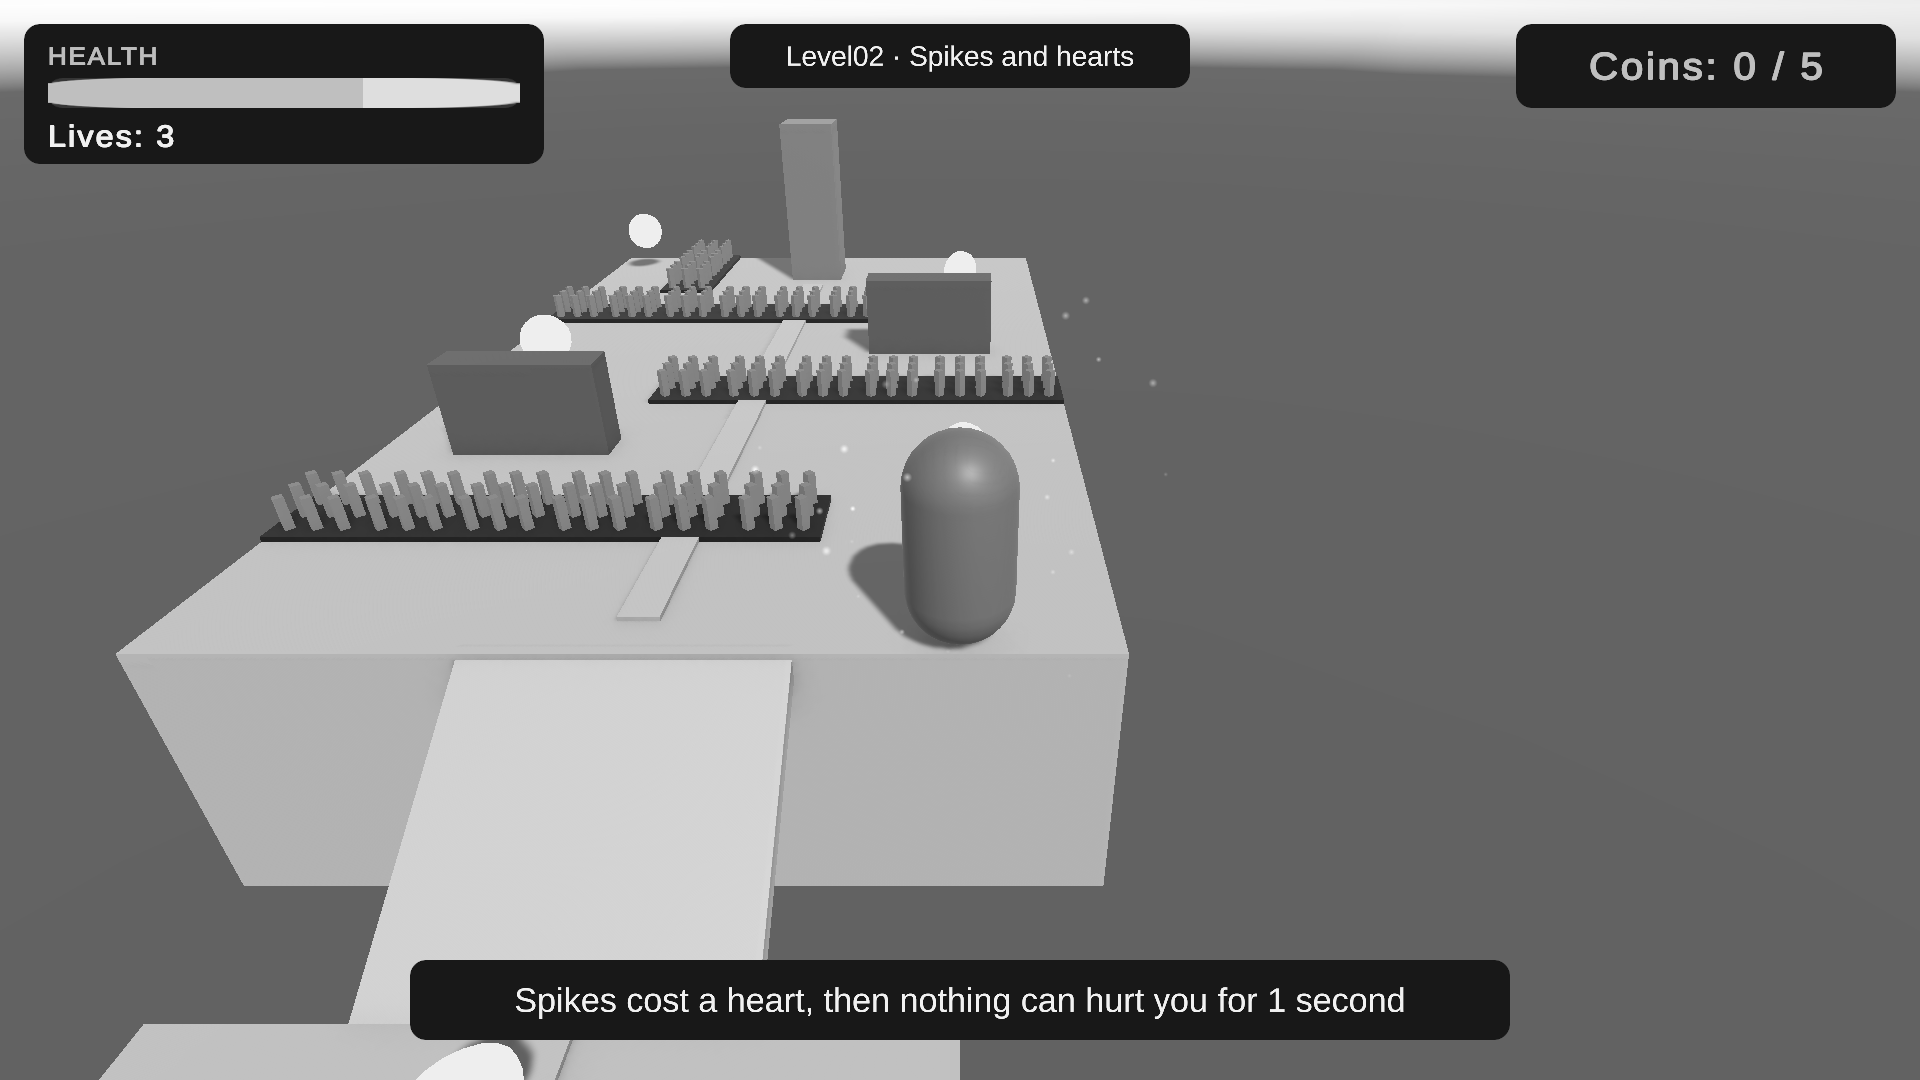 HEALTH
Lives: 3
Level02 · Spikes and hearts
Coins: 0 / 5
Spikes cost a heart, then nothing can hurt you for 1 second